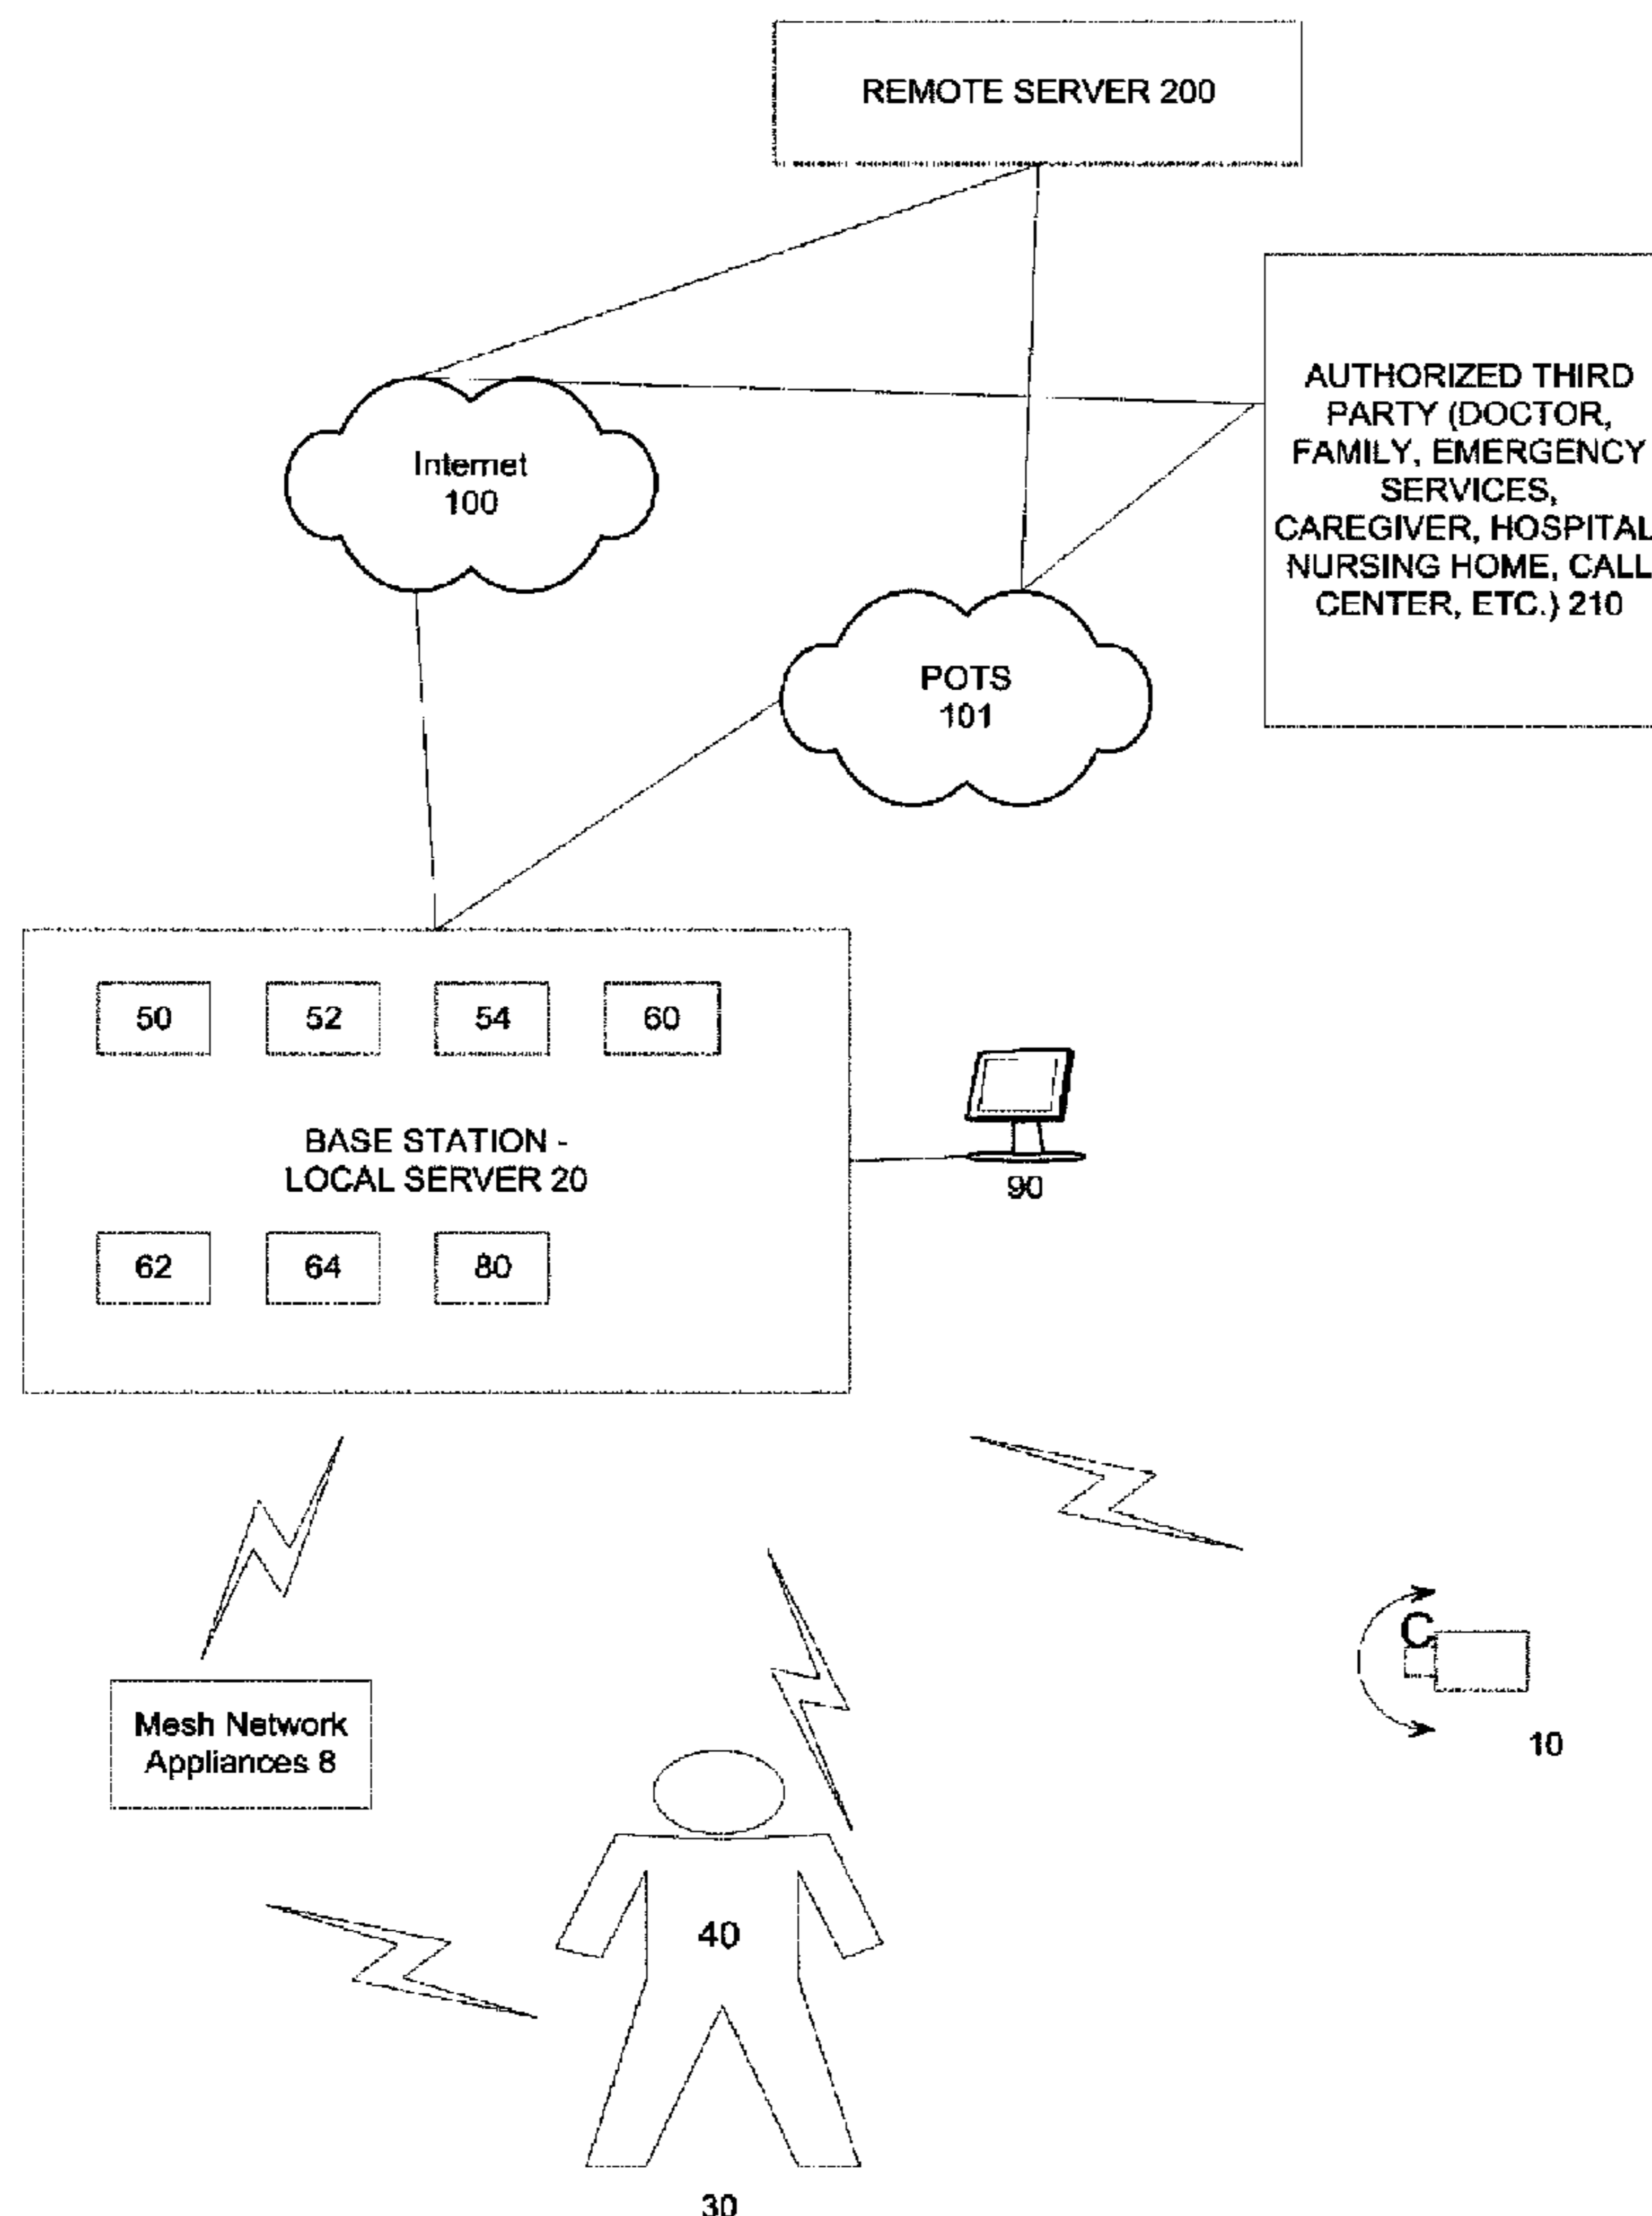 REMOTE SERVER 200
AUTHORIZED THIRD
PARTY (DOCTOR,
FAMILY, EMERGENCY
SERVICES,
CAREGIVER, HOSPITAL,
NURSING HOME, CALL
CENTER, ETC.) 210
Internet
100
POTS
101
50
52
54
60
BASE STATION -
LOCAL SERVER 20
90
62
64
80
C
10
Mesh Network
Appliances 8
40
30